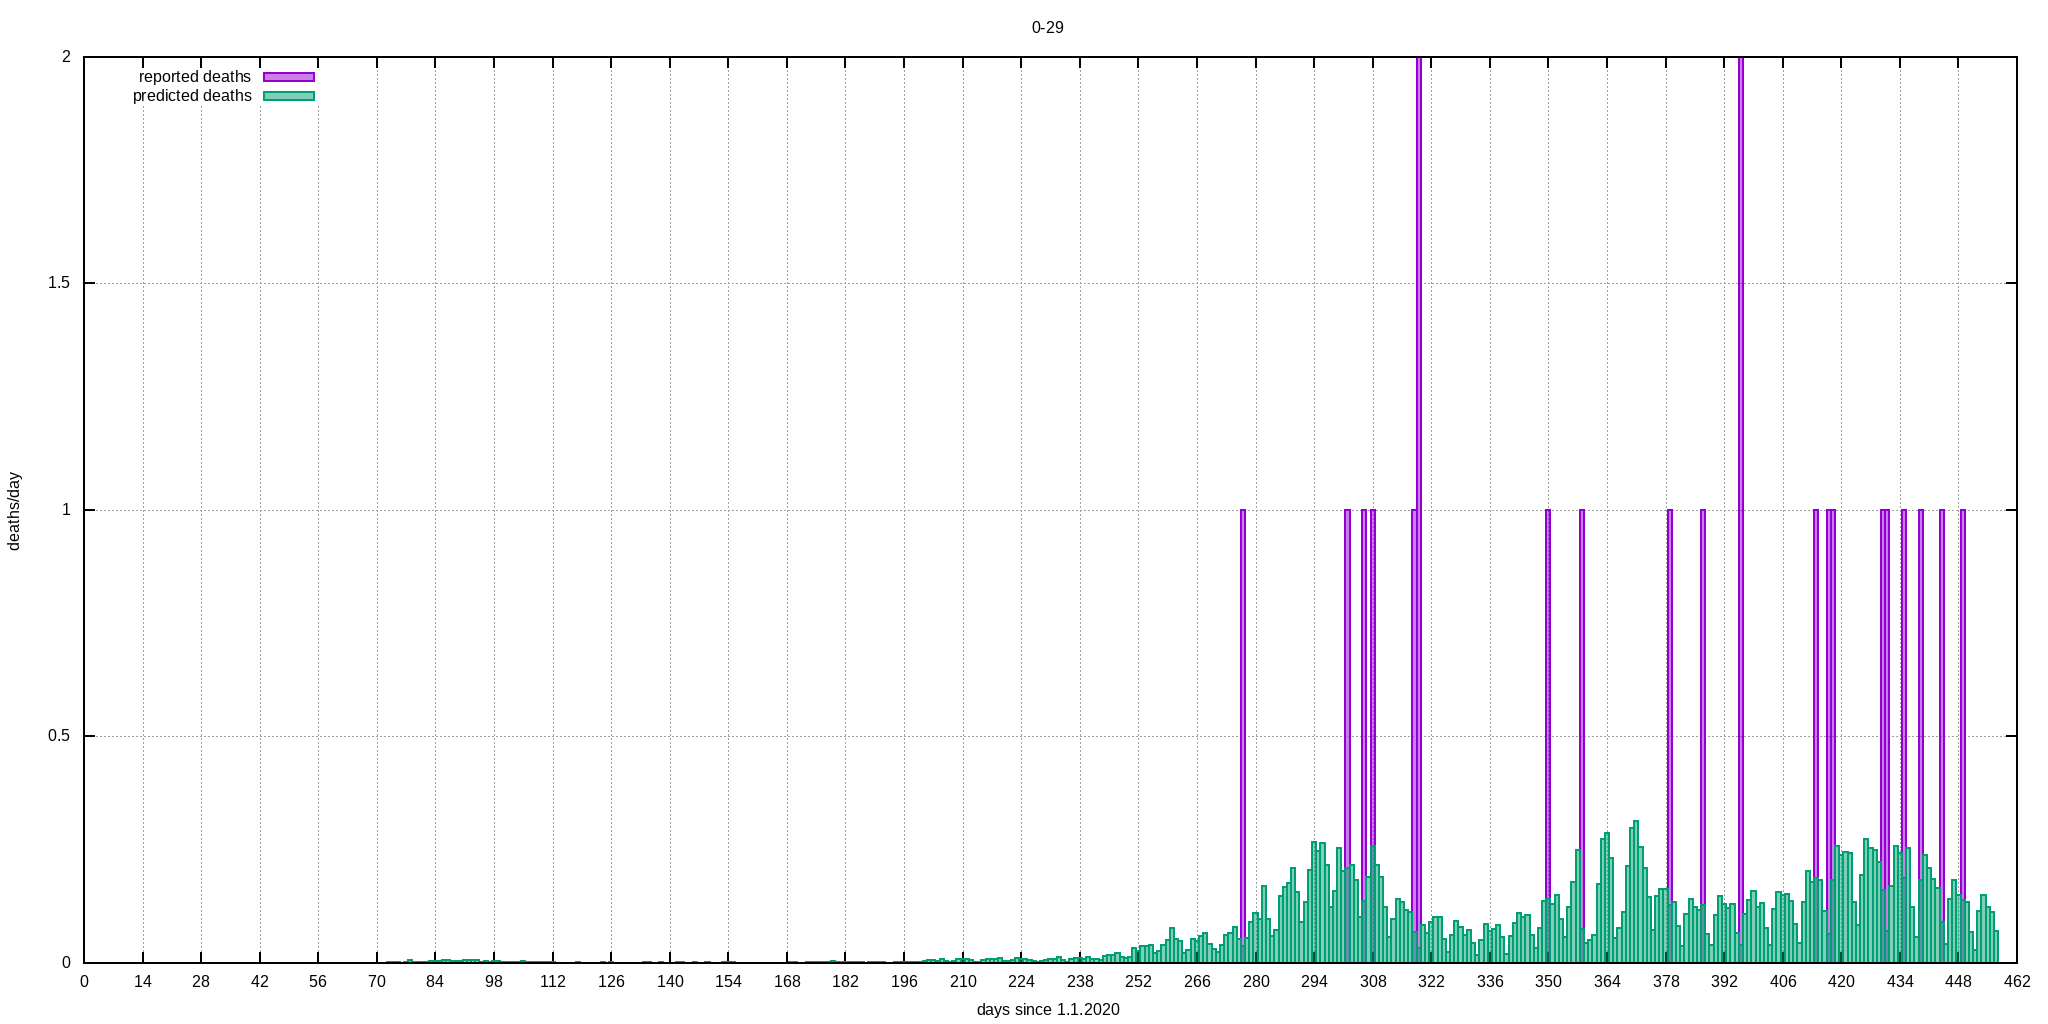 0-29
reported deaths
predicted deaths
2
1.5
1
0.5
0
deaths/day
0 14 28 42 56 70 84 98 112 126 140 154 168 182 196 210 224 238 252 266 280 294 308 322 336 350 364 378 392 406 420 434 448 462
days since 1.1.2020